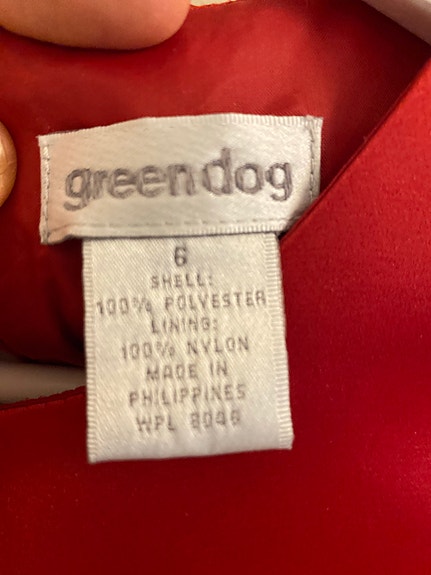 greendog
6
SHELL:
100% POLYESTER
LINING:
100% NYLON
MADE IN
PHILIPPINES
WPL 8046